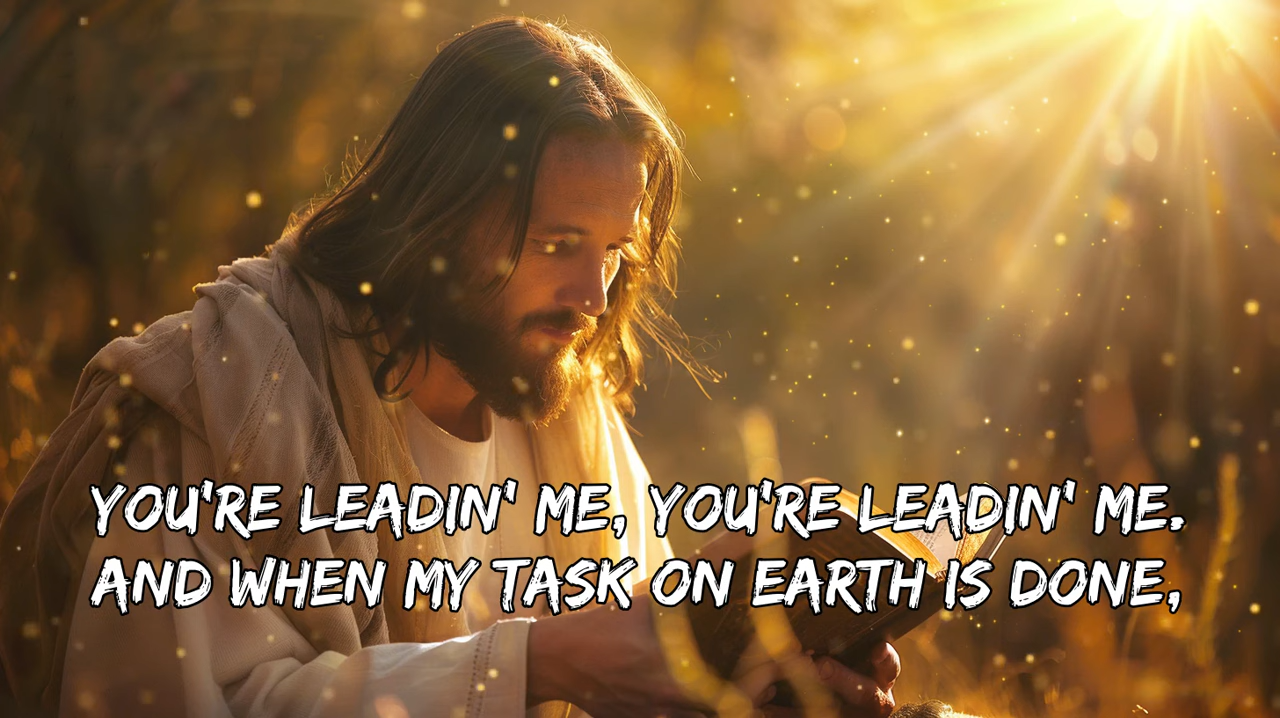 YOU'RE LEADIN' ME, YOU'RE LEADIN' ME.
AND WHEN MY TASK ON EARTH IS DONE,